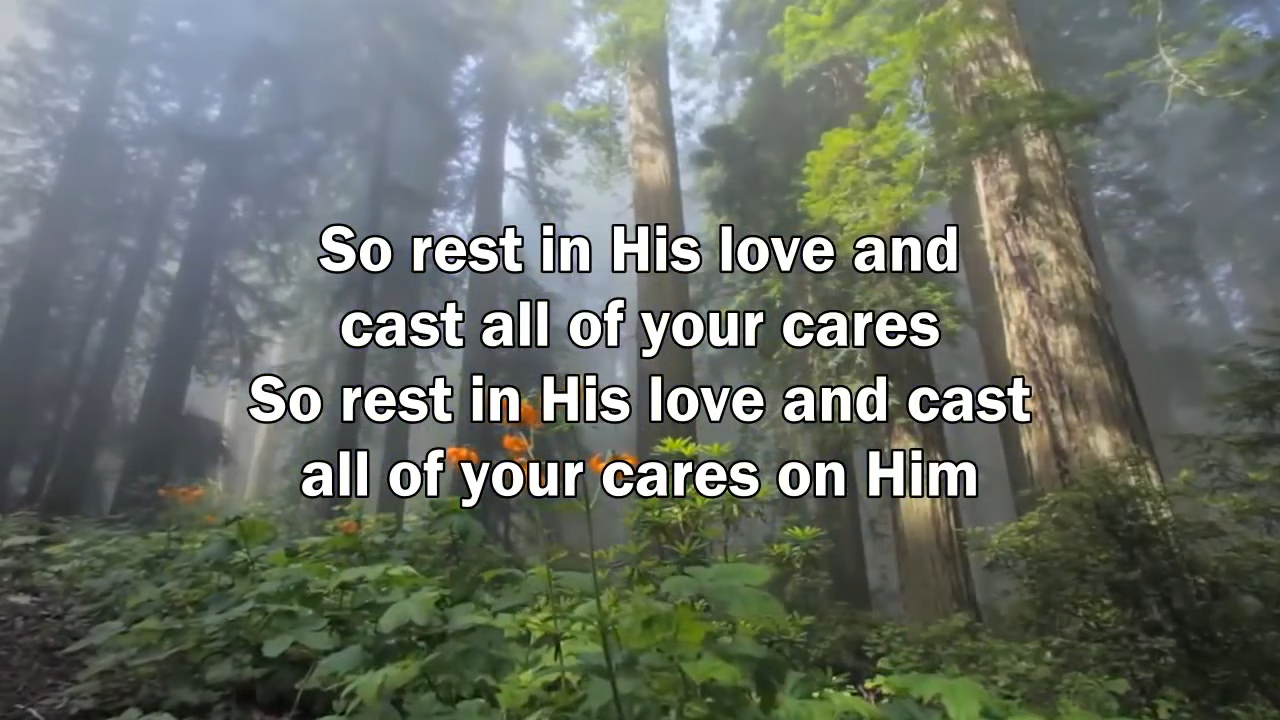 So rest in His love and
cast all of your cares
So rest in His love and cast
all of your cares on Him